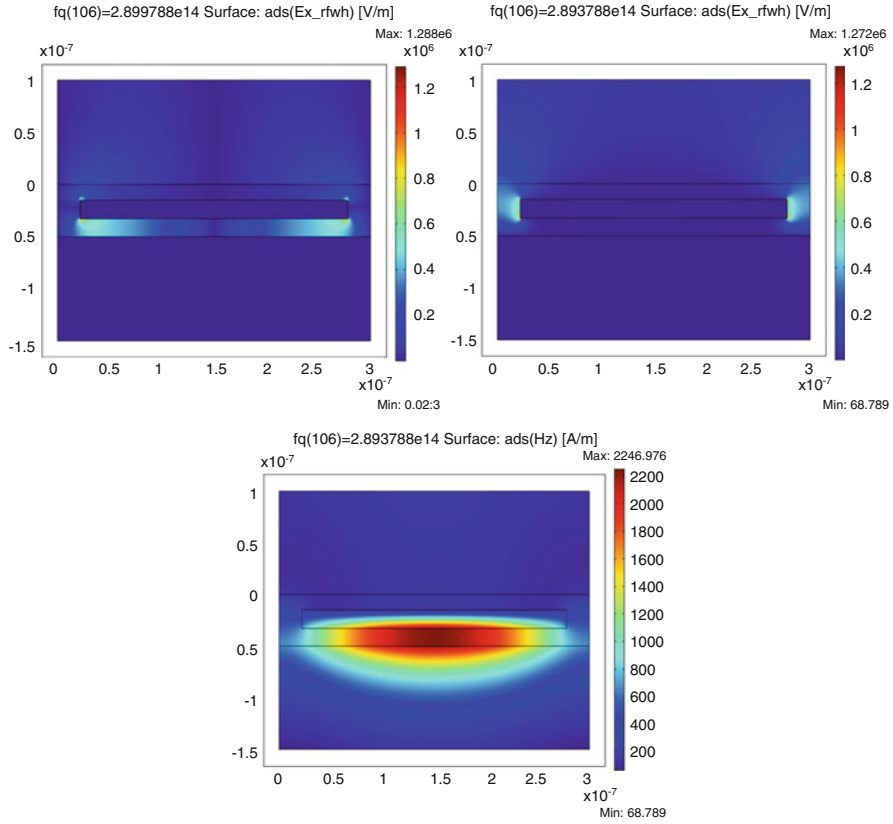 fq(106)=2.899788e14 Surface: ads(Ex_rfwh) [V/m]
Max: 1.288e6
x10⁻⁷
x10⁶
1
0.5
0
0.5
-1
-1.5
1.2
1
0.8
0.6
0.4
0.2
0 0.5 1 1.5 2 2.5 3
x10⁻⁷
Min: 0.02:3
fq(106)=2.893788e14 Surface: ads(Ex_rfwh) [V/m]
Max: 1.272e6
x10⁻⁷
x10⁶
1
0.5
0
0.5
-1
-1.5
1.2
1
0.8
0.6
0.4
0.2
0 0.5 1 1.5 2 2.5 3
x10⁻⁷
Min: 68.789
fq(106)=2.893788e14 Surface: ads(Hz) [A/m]
Max: 2246.976
x10⁻⁷
1
0.5
0
0.5
-1
-1.5
2200
2000
1800
1600
1400
1200
1000
800
600
400
200
0 0.5 1 1.5 2 2.5 3
x10⁻⁷
Min: 68.789